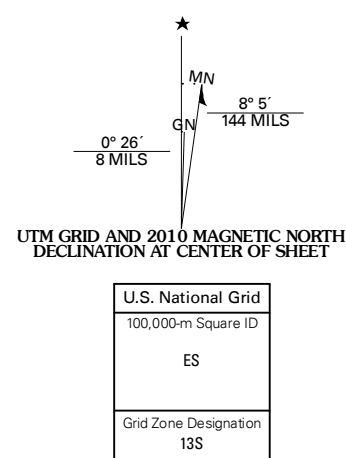 MN
8° 5´
144 MILS
GN
0° 26´
8 MILS
UTM GRID AND 2010 MAGNETIC NORTH
DECLINATION AT CENTER OF SHEET
U.S. National Grid
100,000-m Square ID
ES
Grid Zone Designation
13S